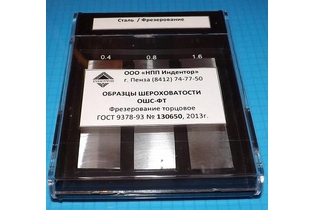 Сталь / Фрезерование
0.4 0.8 1.6
ООО «НПП Индентор»
г. Пенза (8412) 74-77-50
ОБРАЗЦЫ ШЕРОХОВАТОСТИ
ОШС-ФТ
Фрезерование торцовое
ГОСТ 9378-93 № 130650, 2013г.